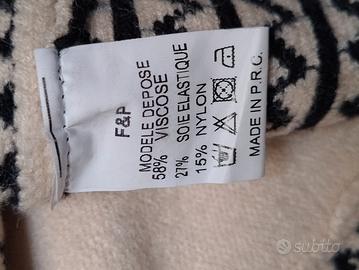 F&P
MODELE DEPOSE
58% VISCOSE
27% SOIE ELASTIQUE
15% NYLON
MADE IN P.R.C.
subito